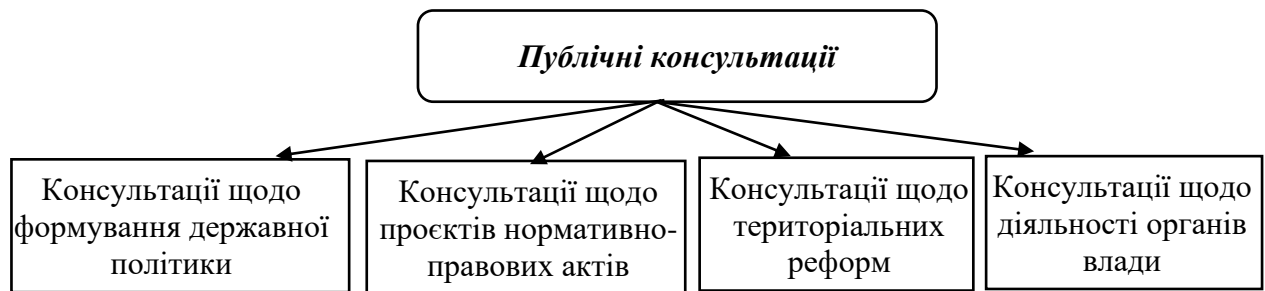 Публічні консультації
Консультації щодо
формування державної
політики
Консультації щодо
проєктів нормативно-
правових актів
Консультації щодо
територіальних
реформ
Консультації щодо
діяльності органів
влади